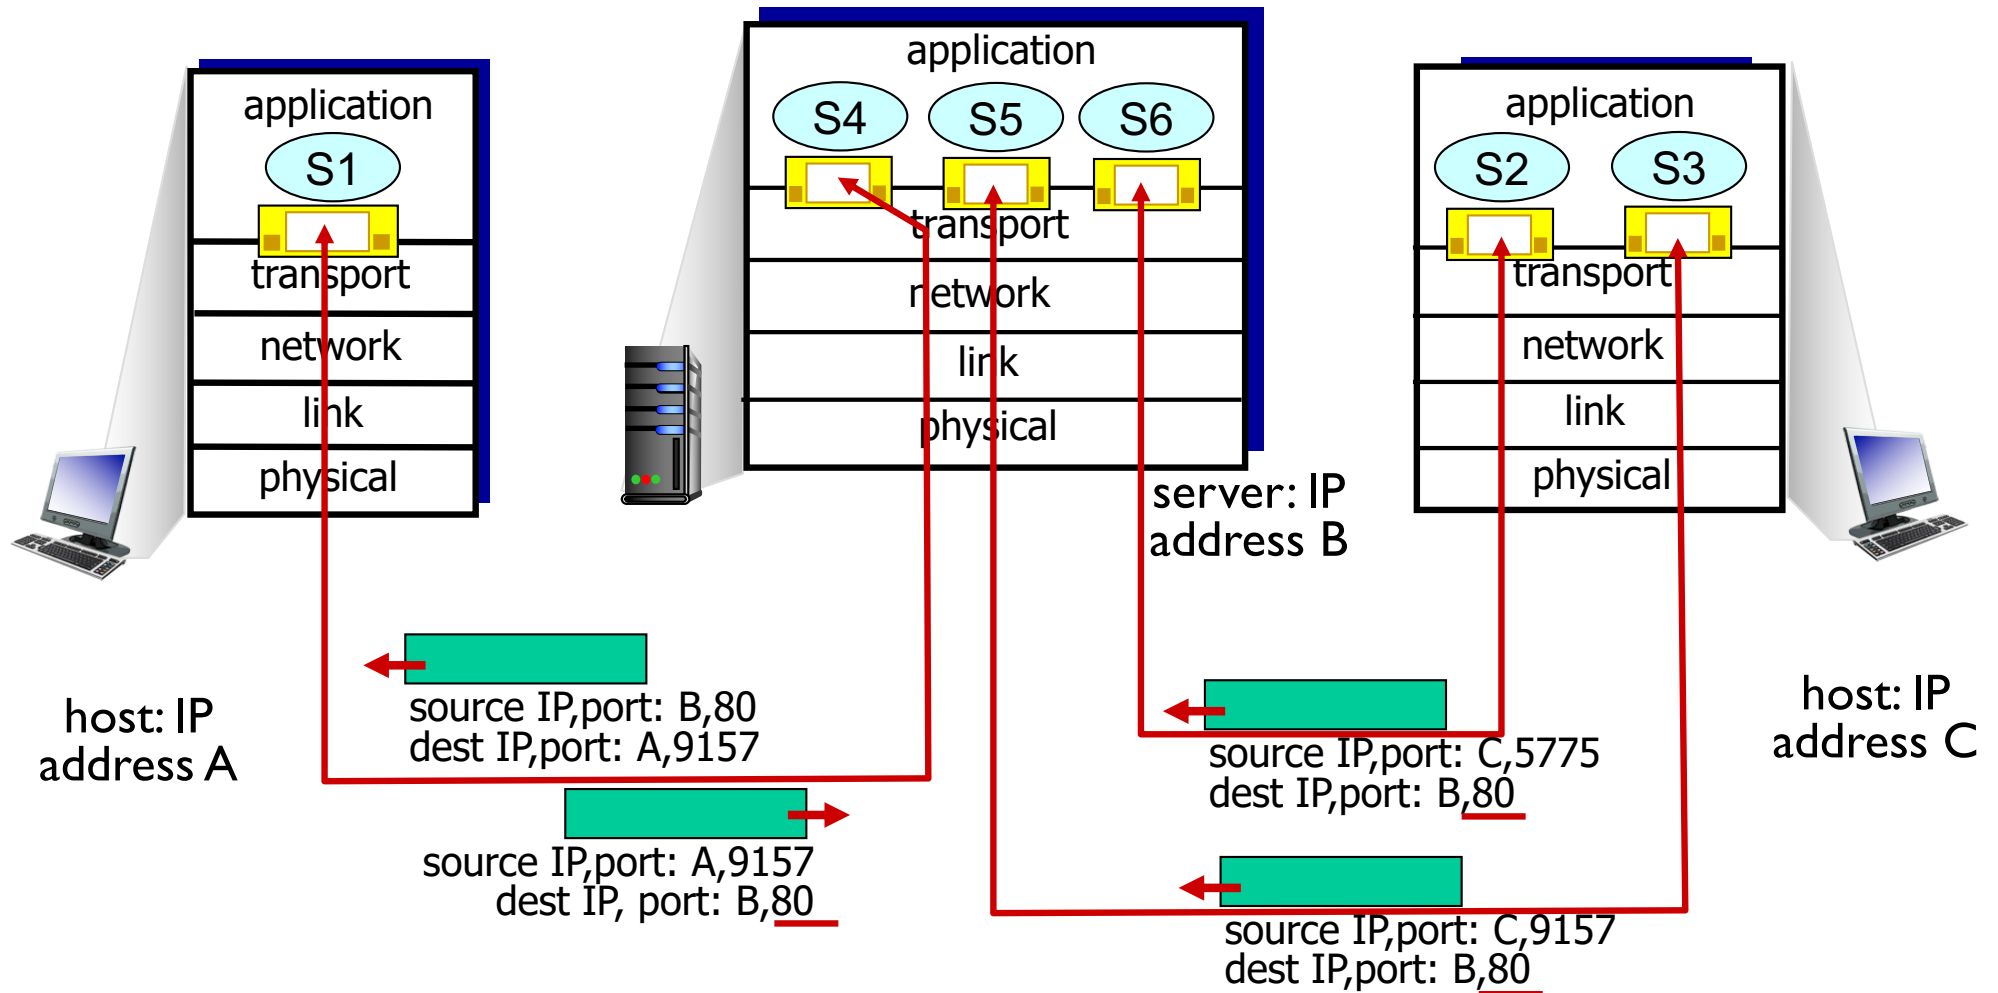 application
S1
transport
network
link
physical
host: IP
address A
application
S4 S5 S6
transport
network
link
physical
server: IP
address B
application
S2 S3
transport
network
link
physical
host: IP
address C
source IP,port: B,80
dest IP,port: A,9157
source IP,port: A,9157
dest IP, port: B,80
source IP,port: C,5775
dest IP,port: B,80
source IP,port: C,9157
dest IP,port: B,80